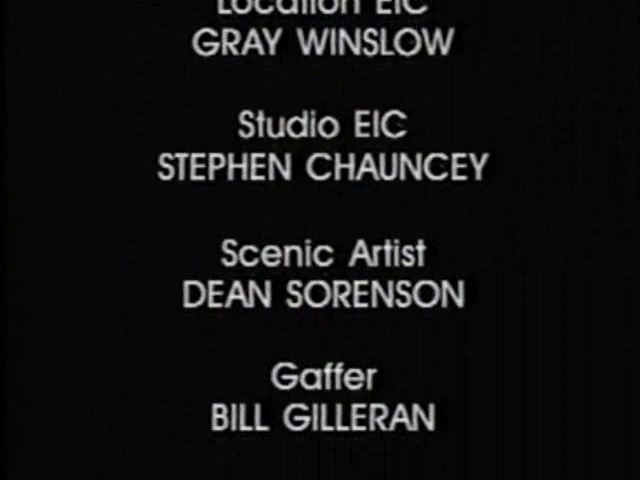 Location EIC
GRAY WINSLOW
Studio EIC
STEPHEN CHAUNCEY
Scenic Artist
DEAN SORENSON
Gaffer
BILL GILLERAN